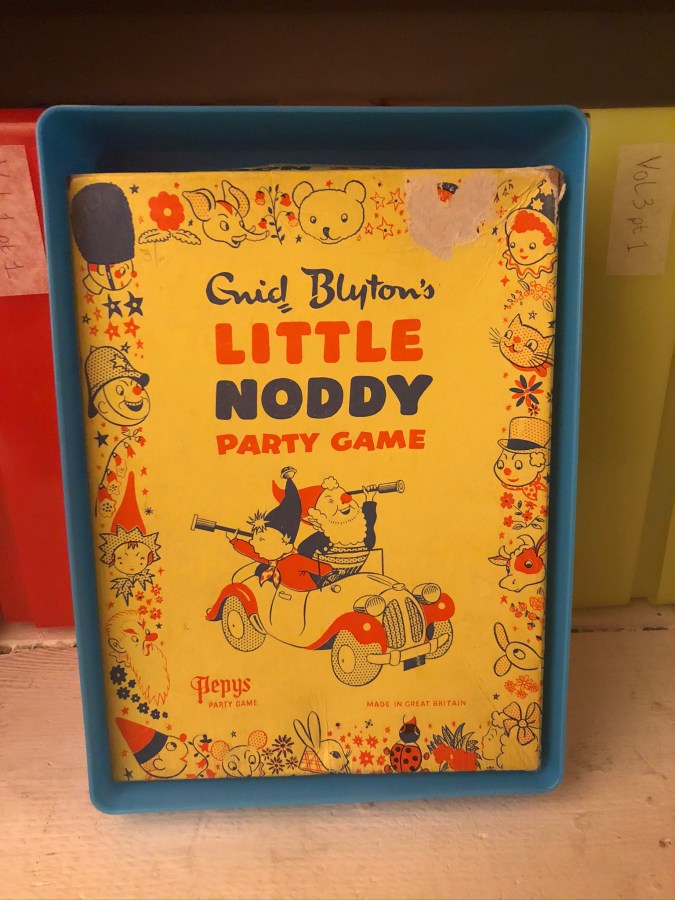 Enid Blyton's
LITTLE
NODDY
PARTY GAME
Pepys
PARTY GAME
MADE IN GREAT BRITAIN
Vol 3 pt 1